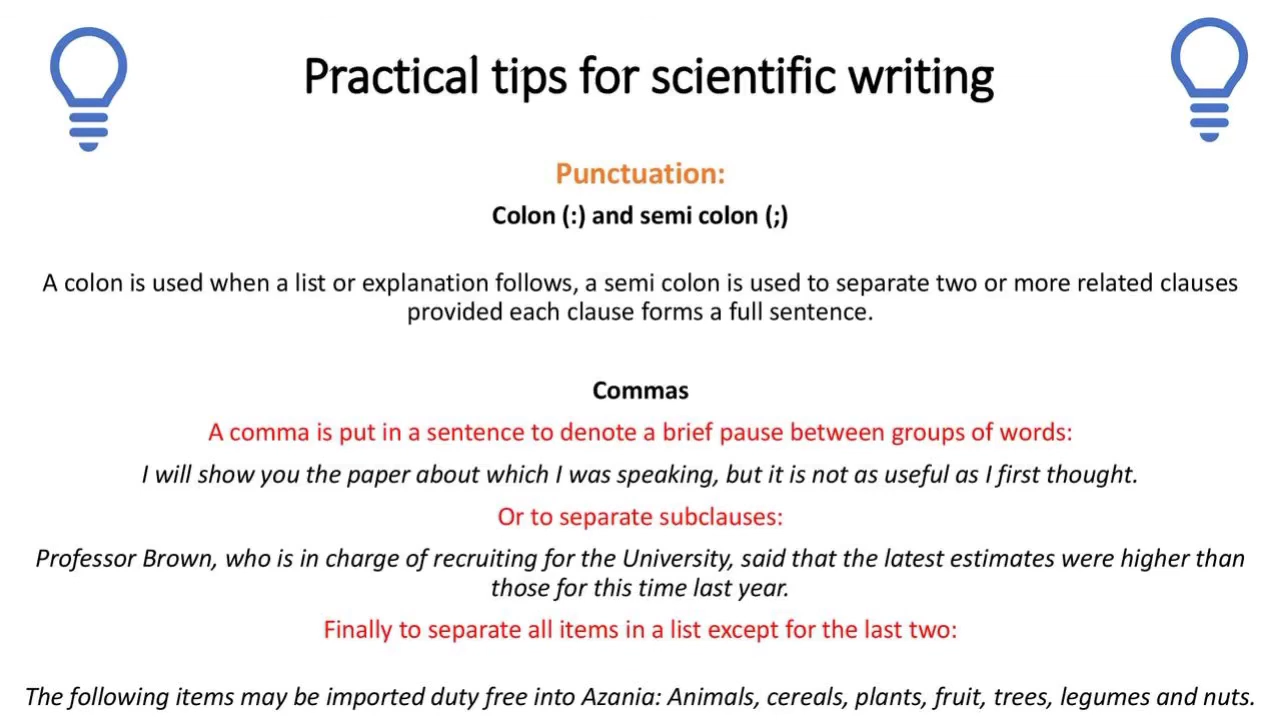 Practical tips for scientific writing
Punctuation:
Colon (:) and semi colon (;)
A colon is used when a list or explanation follows, a semi colon is used to separate two or more related clauses
provided each clause forms a full sentence.
Commas
A comma is put in a sentence to denote a brief pause between groups of words:
I will show you the paper about which I was speaking, but it is not as useful as I first thought.
Or to separate subclauses:
Professor Brown, who is in charge of recruiting for the University, said that the latest estimates were higher than
those for this time last year.
Finally to separate all items in a list except for the last two:
The following items may be imported duty free into Azania: Animals, cereals, plants, fruit, trees, legumes and nuts.